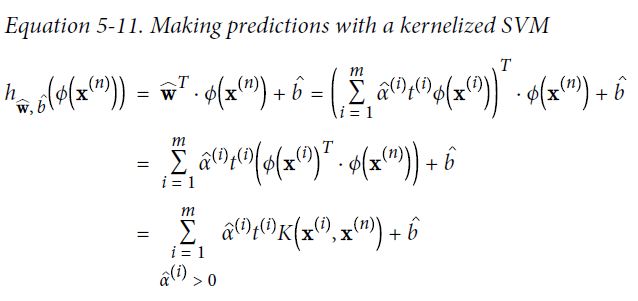 Equation 5-11. Making predictions with a kernelized SVM
h_{ŵ, b̂}(ϕ(x^{(n)})) = ŵ^T · ϕ(x^{(n)}) + b̂ = (∑_{i = 1}^{m} α̂^{(i)}t^{(i)}ϕ(x^{(i)}))^T · ϕ(x^{(n)}) + b̂
= ∑_{i = 1}^{m} α̂^{(i)}t^{(i)}(ϕ(x^{(i)})^T · ϕ(x^{(n)})) + b̂
= ∑_{i = 1, α̂^{(i)} > 0}^{m} α̂^{(i)}t^{(i)}K(x^{(i)}, x^{(n)}) + b̂